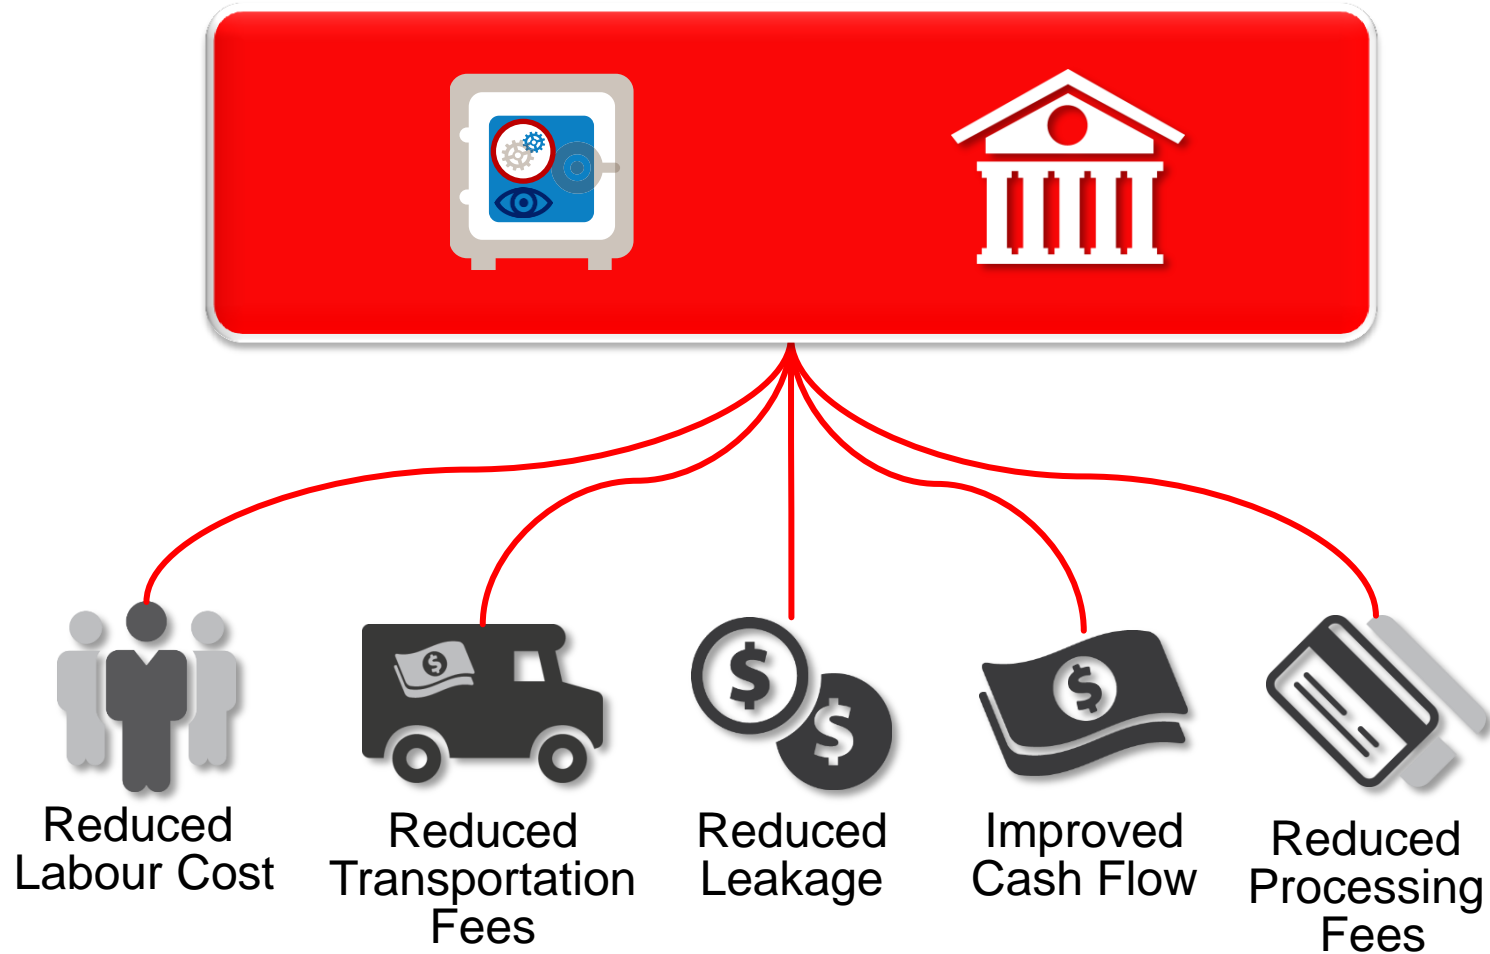 Reduced
Labour Cost
Reduced
Transportation
Fees
Reduced
Leakage
Improved
Cash Flow
Reduced
Processing
Fees
$
$
$
$